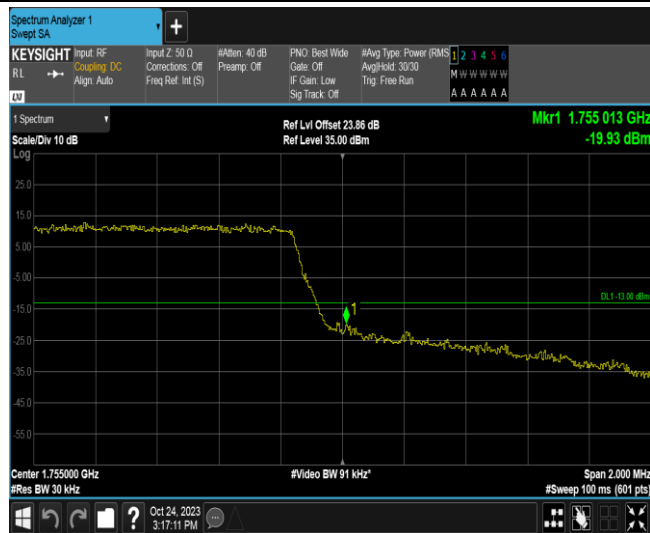 Spectrum Analyzer 1
Swept SA
+
KEYSIGHT
RL
Input: RF
Coupling: DC
Align: Auto
Input Z: 50 Ω
Corrections: Off
Freq Ref: Int (S)
#Atten: 40 dB
Preamp: Off
PNO: Best Wide
Gate: Off
IF Gain: Low
Sig Track: Off
#Avg Type: Power (RMS
Avg|Hold: 30/30
Trig: Free Run
1 2 3 4 5 6
M W W W W W
A A A A A A
LXI
1 Spectrum
Scale/Div 10 dB
Ref Lvl Offset 23.86 dB
Ref Level 35.00 dBm
Mkr1 1.755 013 GHz
-19.93 dBm
Log
25.0
15.0
5.00
-5.00
DL1 -13.00 dBm
1
-15.0
-25.0
-35.0
-45.0
-55.0
Center 1.755000 GHz
#Video BW 91 kHz*
Span 2.000 MHz
#Res BW 30 kHz
#Sweep 100 ms (601 pts)
?
Oct 24, 2023
3:17:11 PM